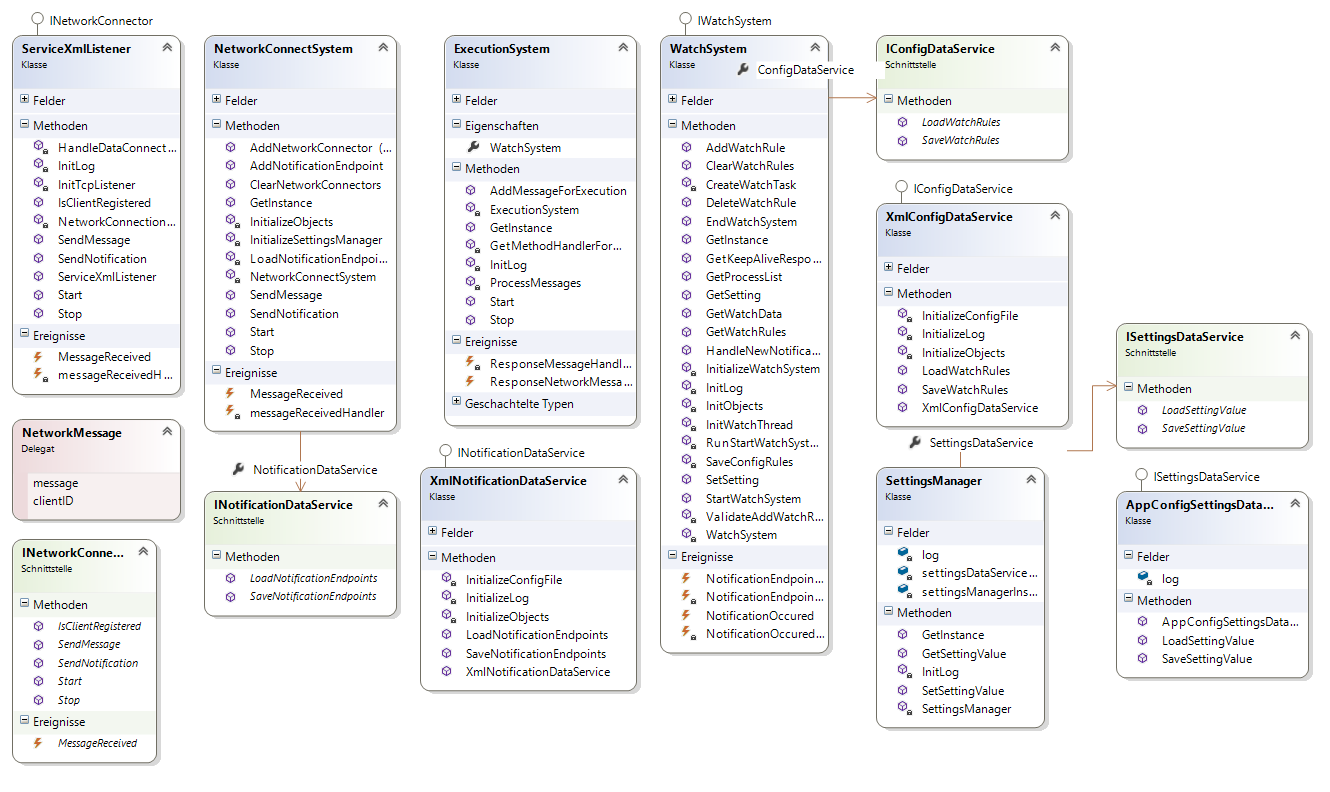 INetworkConnector
ServiceXmlListener
Klasse
Felder
Methoden
HandleDataConnect...
InitLog
InitTcpListener
IsClientRegistered
NetworkConnection...
SendMessage
SendNotification
ServiceXmlListener
Start
Stop
Ereignisse
MessageReceived
messageReceivedH...
NetworkMessage
Delegat
message
clientID
INetworkConne...
Schnittstelle
Methoden
IsClientRegistered
SendMessage
SendNotification
Start
Stop
Ereignisse
MessageReceived
NetworkConnectSystem
Klasse
Felder
Methoden
AddNetworkConnector (...
AddNotificationEndpoint
ClearNetworkConnectors
GetInstance
InitializeObjects
InitializeSettingsManager
LoadNotificationEndpoi...
NetworkConnectSystem
SendMessage
SendNotification
Start
Stop
Ereignisse
MessageReceived
messageReceivedHandler
NotificationDataService
INotificationDataService
Schnittstelle
Methoden
LoadNotificationEndpoints
SaveNotificationEndpoints
ExecutionSystem
Klasse
Felder
Eigenschaften
WatchSystem
Methoden
AddMessageForExecution
ExecutionSystem
GetInstance
GetMethodHandlerFor...
InitLog
ProcessMessages
Start
Stop
Ereignisse
ResponseMessageHandl...
ResponseNetworkMessa...
Geschachtelte Typen
INotificationDataService
XmlNotificationDataService
Klasse
Felder
Methoden
InitializeConfigFile
InitializeLog
InitializeObjects
LoadNotificationEndpoints
SaveNotificationEndpoints
XmlNotificationDataService
IWatchSystem
WatchSystem
Klasse
Felder
Methoden
AddWatchRule
ClearWatchRules
CreateWatchTask
DeleteWatchRule
EndWatchSystem
GetInstance
GetKeepAliveRespo...
GetProcessList
GetSetting
GetWatchData
GetWatchRules
HandleNewNotifica...
InitializeWatchSystem
InitLog
InitObjects
InitWatchThread
RunStartWatchSyst...
SaveConfigRules
SetSetting
StartWatchSystem
ValidateAddWatchR...
WatchSystem
Ereignisse
NotificationEndpoin...
NotificationEndpoin...
NotificationOccured
NotificationOccured...
ConfigDataService
IConfigDataService
Schnittstelle
Methoden
LoadWatchRules
SaveWatchRules
IConfigDataService
XmlConfigDataService
Klasse
Felder
Methoden
InitializeConfigFile
InitializeLog
InitializeObjects
LoadWatchRules
SaveWatchRules
XmlConfigDataService
SettingsDataService
SettingsManager
Klasse
Felder
log
settingsDataService...
settingsManagerIns...
Methoden
GetInstance
GetSettingValue
InitLog
SetSettingValue
SettingsManager
ISettingsDataService
Schnittstelle
Methoden
LoadSettingValue
SaveSettingValue
ISettingsDataService
AppConfigSettingsData...
Klasse
Felder
log
Methoden
AppConfigSettingsData...
LoadSettingValue
SaveSettingValue